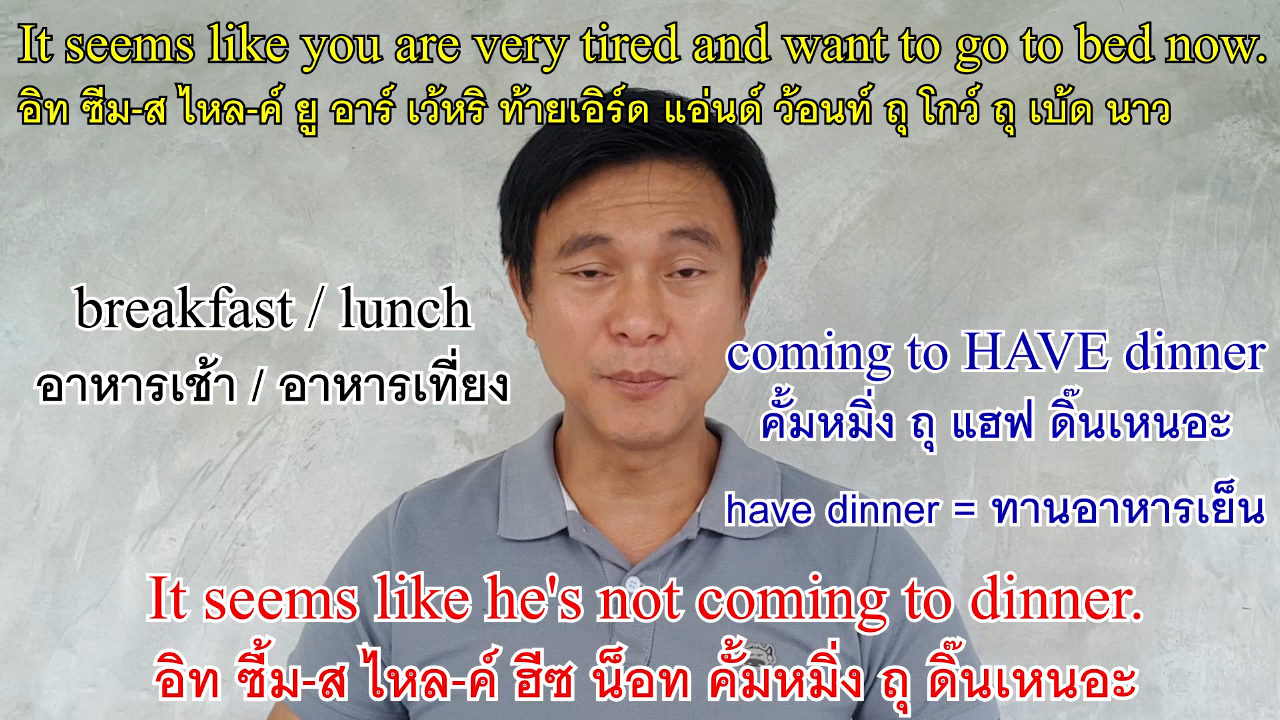 It seems like you are very tired and want to go to bed now.
อิท ซีม-ส ไหล-ค์ ยู อาร์ เว้หริ ท้ายเอิร์ด แอ่นด์ ว้อนท์ ถุ โกว์ ถุ เบ้ด นาว
breakfast / lunch
อาหารเช้า / อาหารเที่ยง
coming to HAVE dinner
คั้มหมิ่ง ถุ แฮฟ ดิ๊นเหนอะ
have dinner = ทานอาหารเย็น
It seems like he's not coming to dinner.
อิท ซี้ม-ส ไหล-ค์ ฮีซ น็อท คั้มหมิ่ง ถุ ดิ๊นเหนอะ